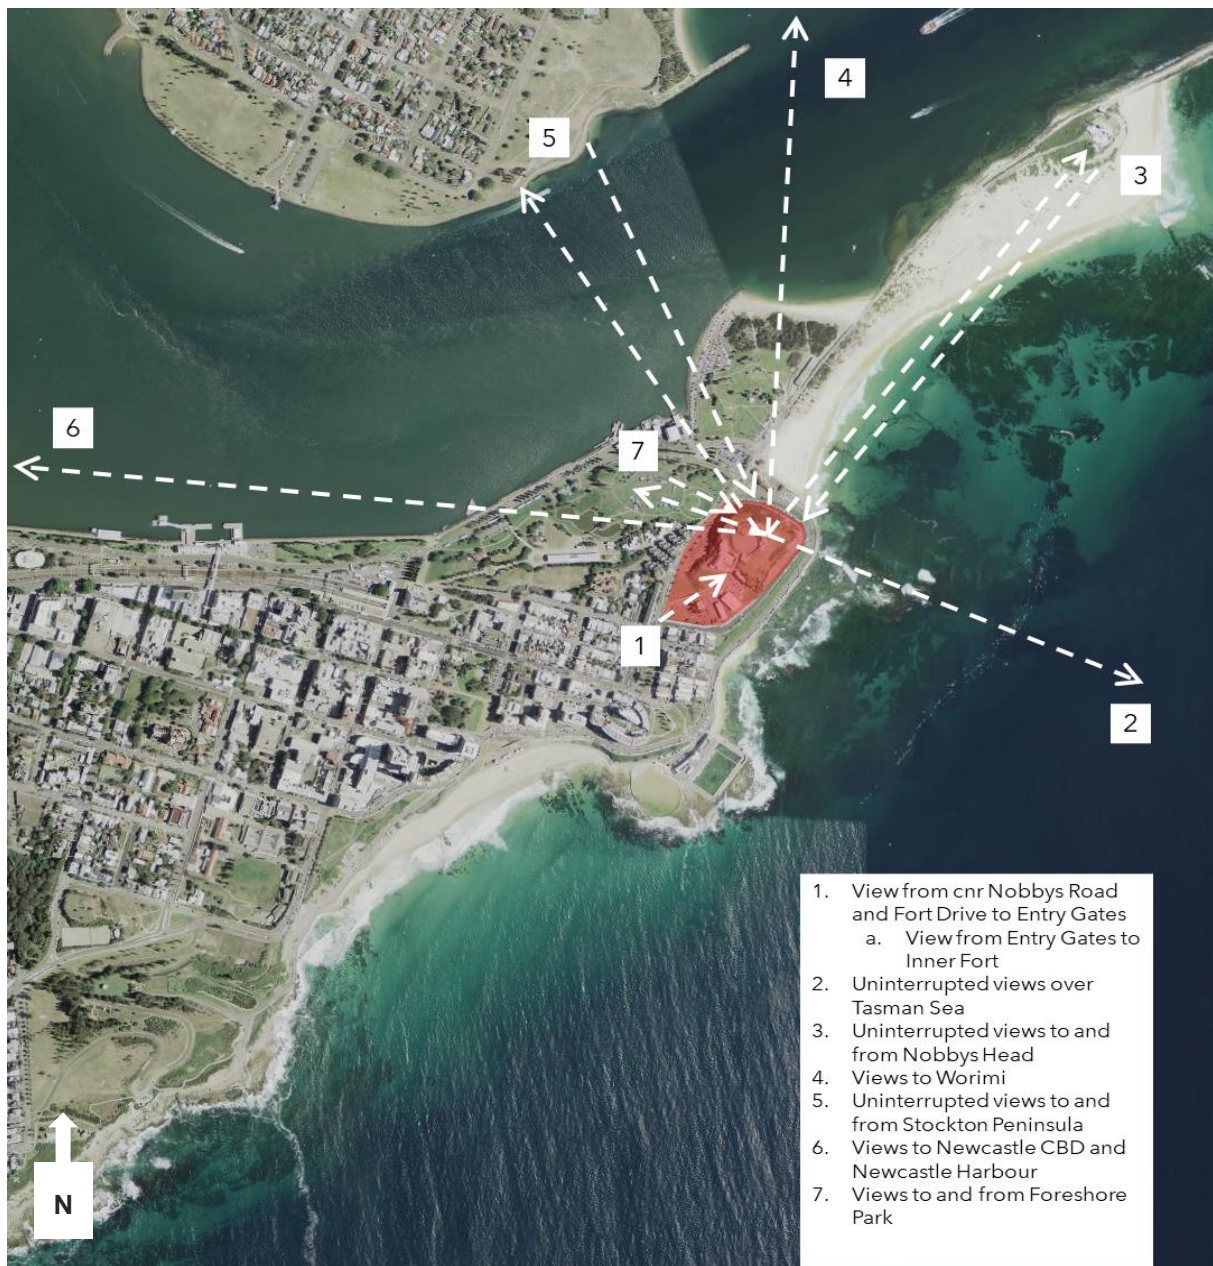 4
5
3
6
7
1
2
1. View from cnr Nobbys Road
and Fort Drive to Entry Gates
a. View from Entry Gates to
Inner Fort
2. Uninterrupted views over
Tasman Sea
3. Uninterrupted views to and
from Nobbys Head
4. Views to Worimi
5. Uninterrupted views to and
from Stockton Peninsula
6. Views to Newcastle CBD and
Newcastle Harbour
7. Views to and from Foreshore
Park
N